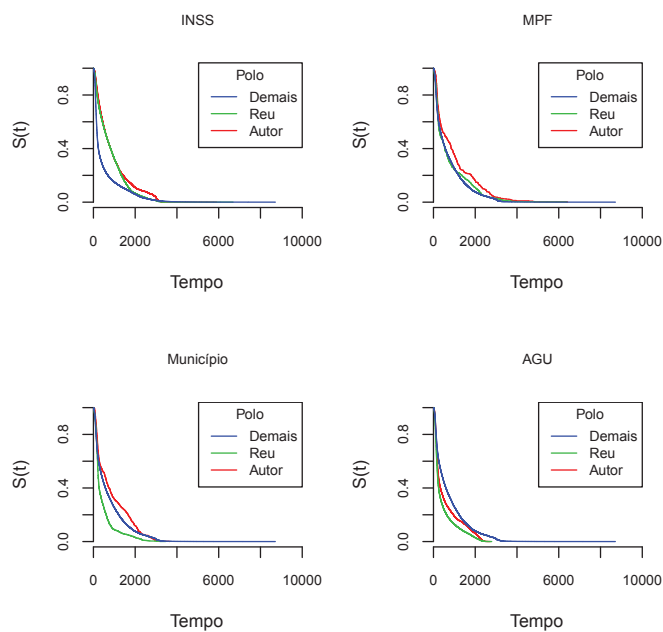 INSS
S(t)
0.0 0.4 0.8
Polo
Demais
Reu
Autor
0 2000 6000 10000
Tempo
MPF
S(t)
0.0 0.4 0.8
Polo
Demais
Reu
Autor
0 2000 6000 10000
Tempo
Município
S(t)
0.0 0.4 0.8
Polo
Demais
Reu
Autor
0 2000 6000 10000
Tempo
AGU
S(t)
0.0 0.4 0.8
Polo
Demais
Reu
Autor
0 2000 6000 10000
Tempo